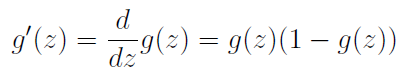 g′(z) = d/dz g(z) = g(z)(1 − g(z))